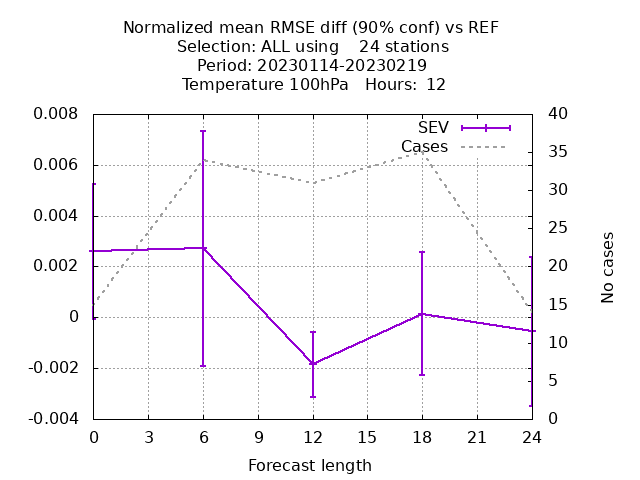 Normalized mean RMSE diff (90% conf) vs REF
Selection: ALL using    24 stations
Period: 20230114-20230219
Temperature 100hPa   Hours:  12
SEV
Cases
0.008
0.006
0.004
0.002
0
-0.002
-0.004
40
35
30
25
20
15
10
5
0
No cases
0 3 6 9 12 15 18 21 24
Forecast length